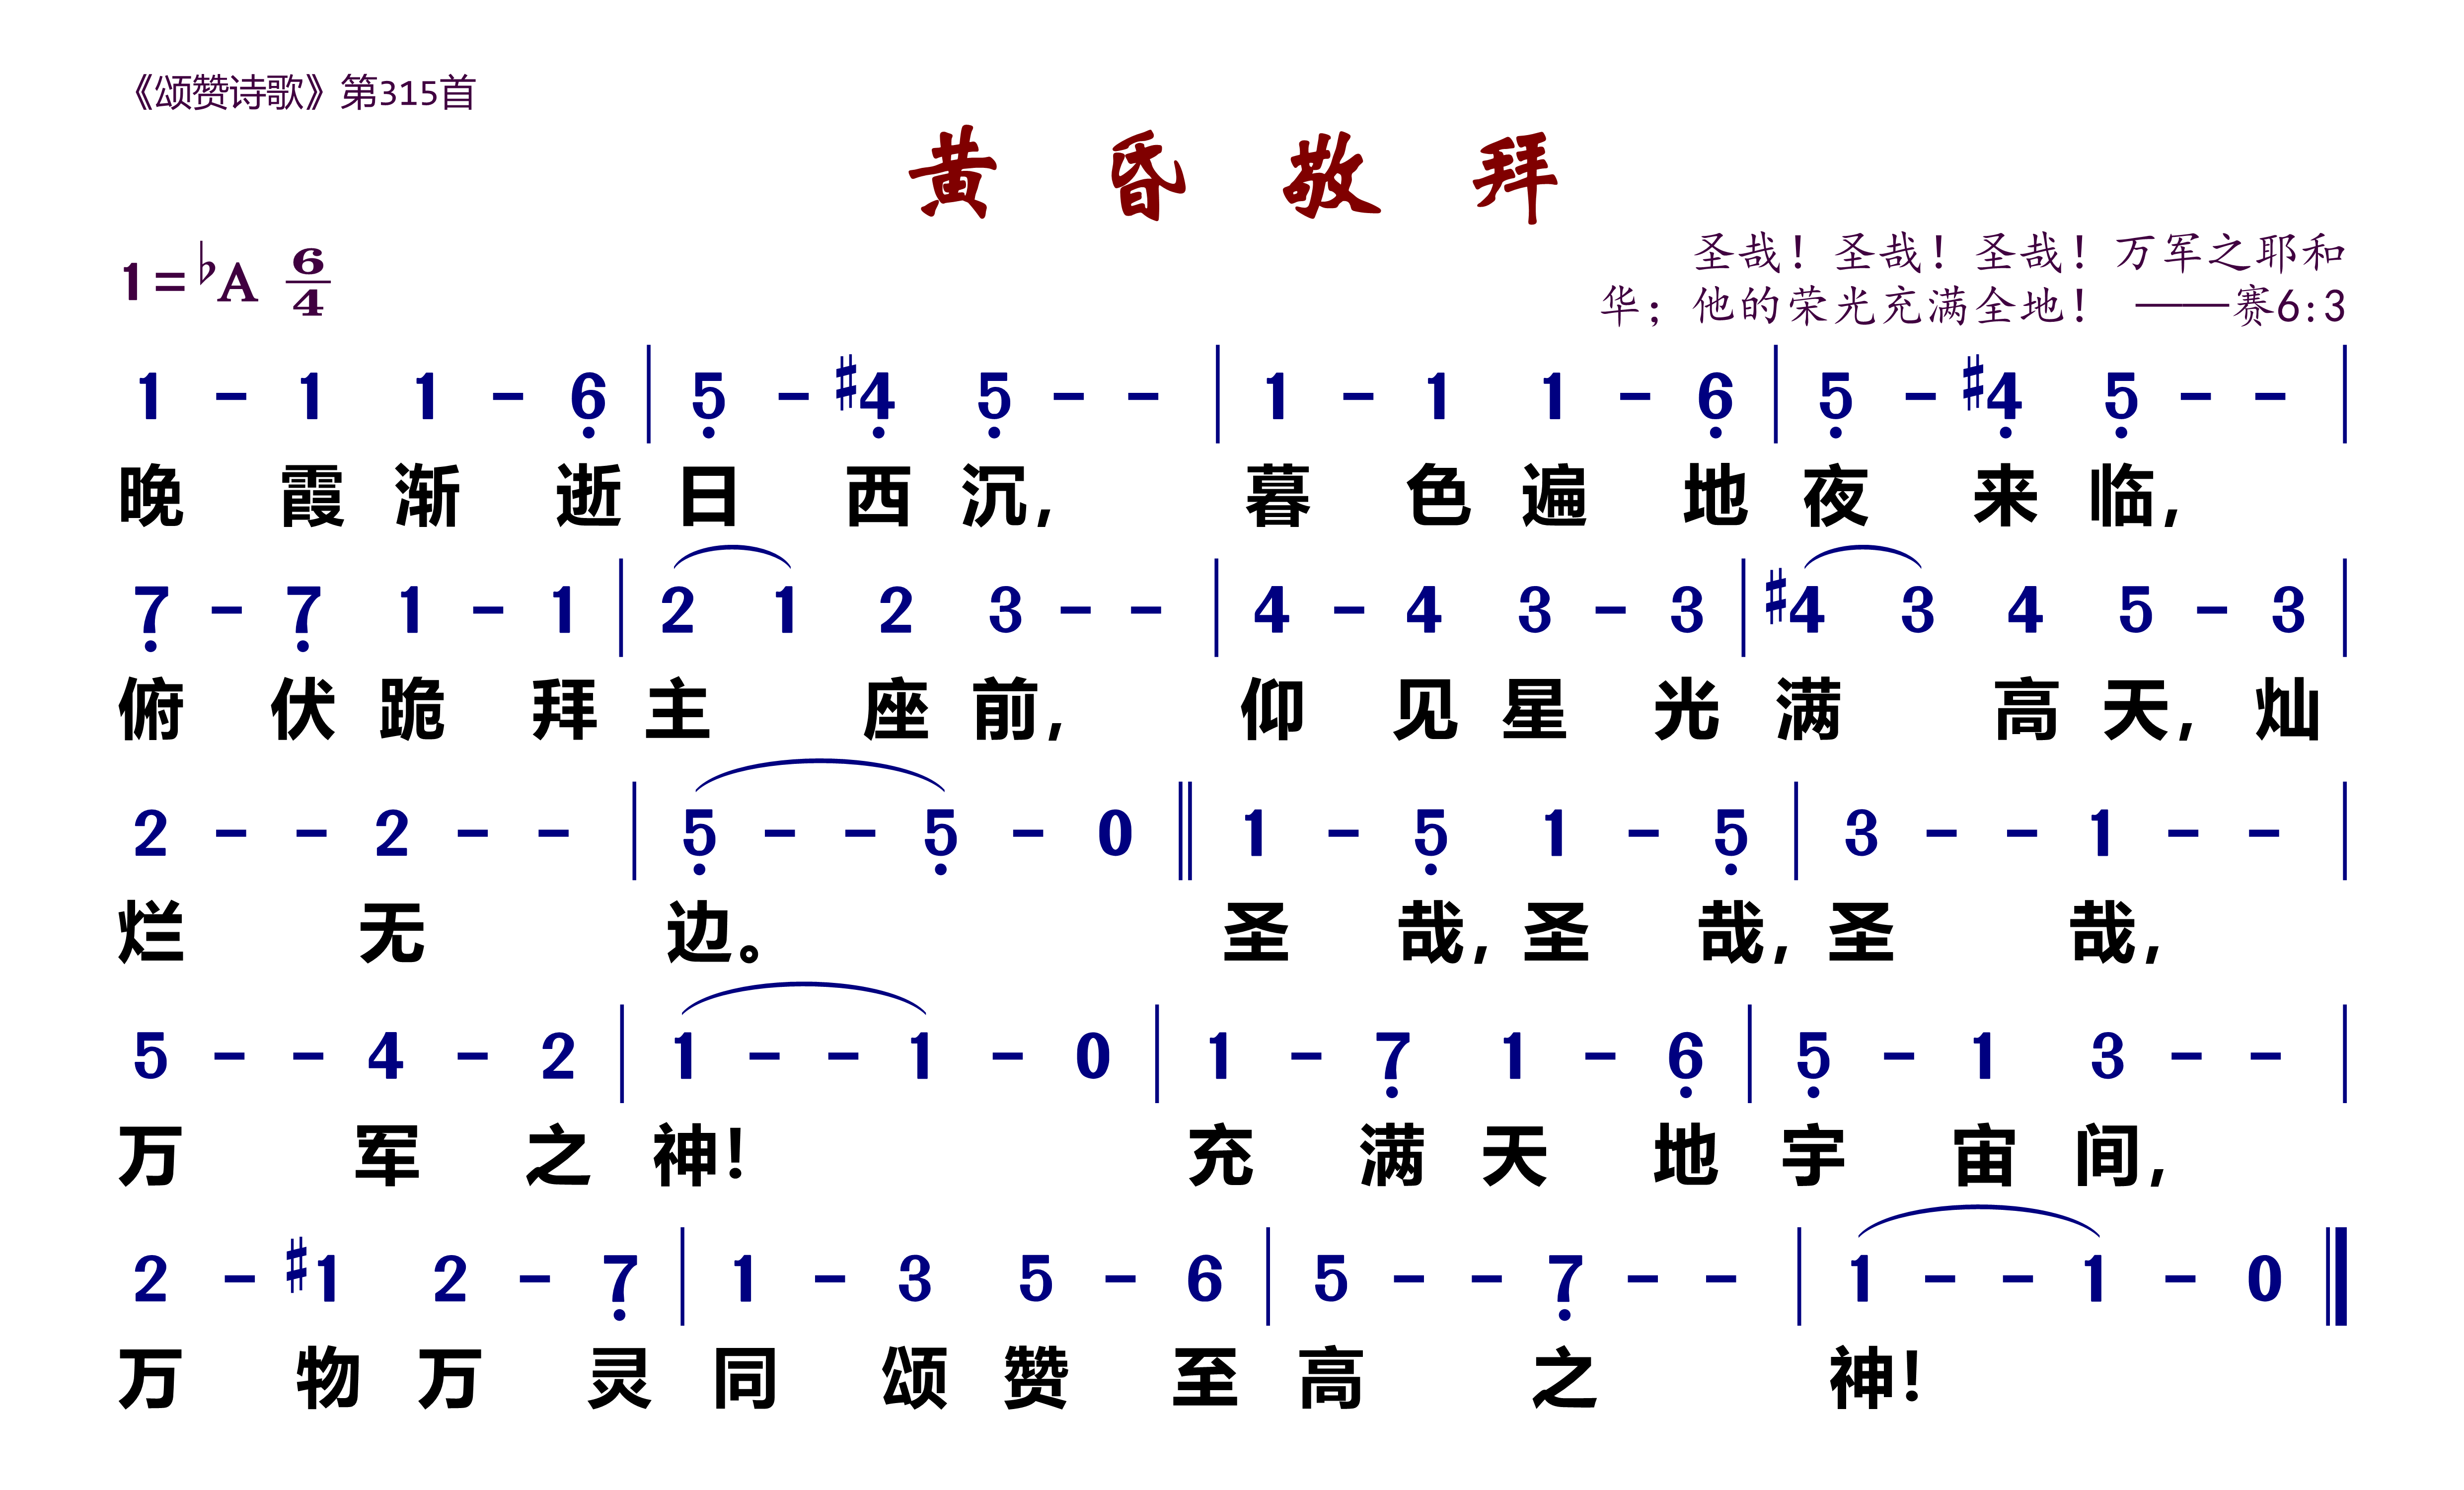 《颂赞诗歌》第315首
黄昏敬拜
1=♭A 6/4
圣哉！圣哉！圣哉！万军之耶和
华；他的荣光充满全地！ ——赛6:3
1 - 1 1 - 6̣ | 5̣ - #4̣ 5̣ - - | 1 - 1 1 - 6̣ | 5̣ - #4̣ 5̣ - - |
晚霞渐逝日西沉，暮色遍地夜来临，
7̣ - 7̣ 1 - 1 | 2 1 2 3 - - | 4 - 4 3 - 3 | #4 3 4 5 - 3 |
俯伏跪拜主座前，仰见星光满高天，灿
2 - - 2 - - | 5̣ - - 5̣ - 0 || 1 - 5̣ 1 - 5̣ | 3 - - 1 - - |
烂无边。圣哉，圣哉，圣哉，
5 - - 4 - 2 | 1 - - 1 - 0 | 1 - 7̣ 1 - 6̣ | 5̣ - 1 3 - - |
万军之神！充满天地宇宙间，
2 - #1 2 - 7̣ | 1 - 3 5 - 6 | 5 - - 7̣ - - | 1 - - 1 - 0 ‖
万物万灵同颂赞至高之神！